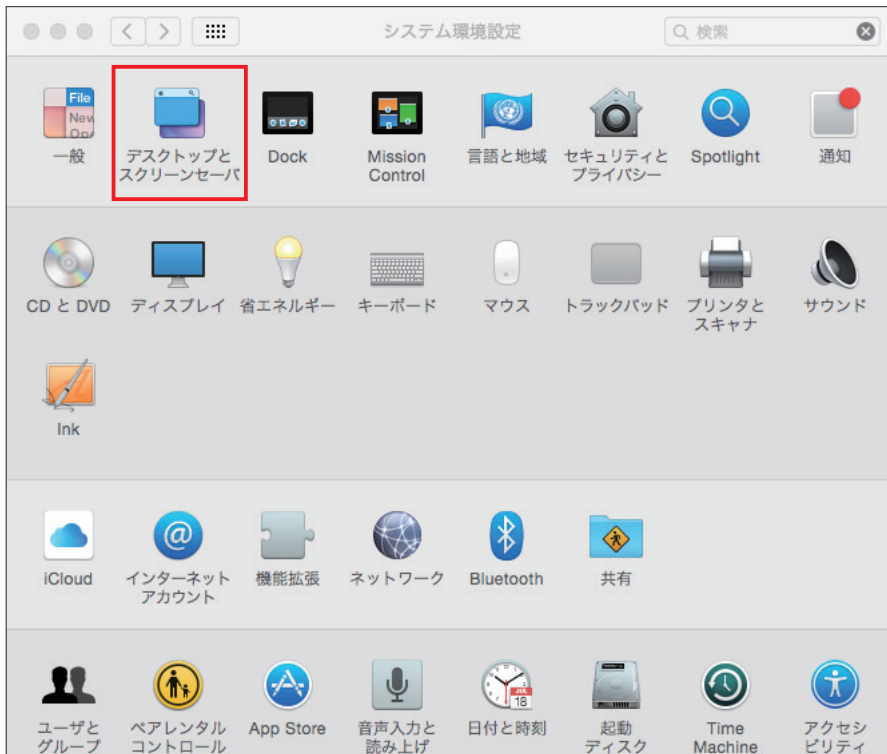 システム環境設定
検索
File
New
Ope
一般
デスクトップと
スクリーンセーバ
Dock
Mission
Control
言語と地域
セキュリティと
プライバシー
Spotlight
通知
CD と DVD
ディスプレイ
省エネルギー
キーボード
マウス
トラックパッド
プリンタと
スキャナ
サウンド
Ink
iCloud
インターネット
アカウント
機能拡張
ネットワーク
Bluetooth
共有
ユーザと
グループ
ペアレンタル
コントロール
App Store
音声入力と
読み上げ
JUL
18
日付と時刻
起動
ディスク
Time
Machine
アクセシ
ビリティ